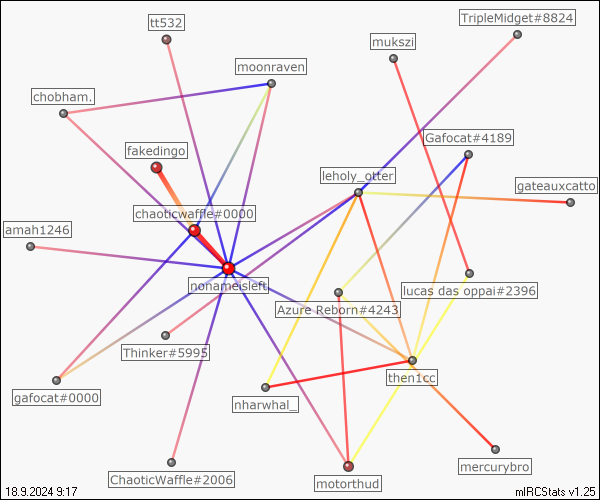 tt532
TripleMidget#8824
mukszi
moonraven
chobham.
Gafocat#4189
fakedingo
leholy_otter
gateauxcatto
chaoticwaffle#0000
amah1246
nonameisleft
lucas das oppai#2396
Azure Reborn#4243
Thinker#5995
then1cc
gafocat#0000
nharwhal_
mercurybro
ChaoticWaffle#2006
motorthud
18.9.2024 9:17
mIRCStats v1.25